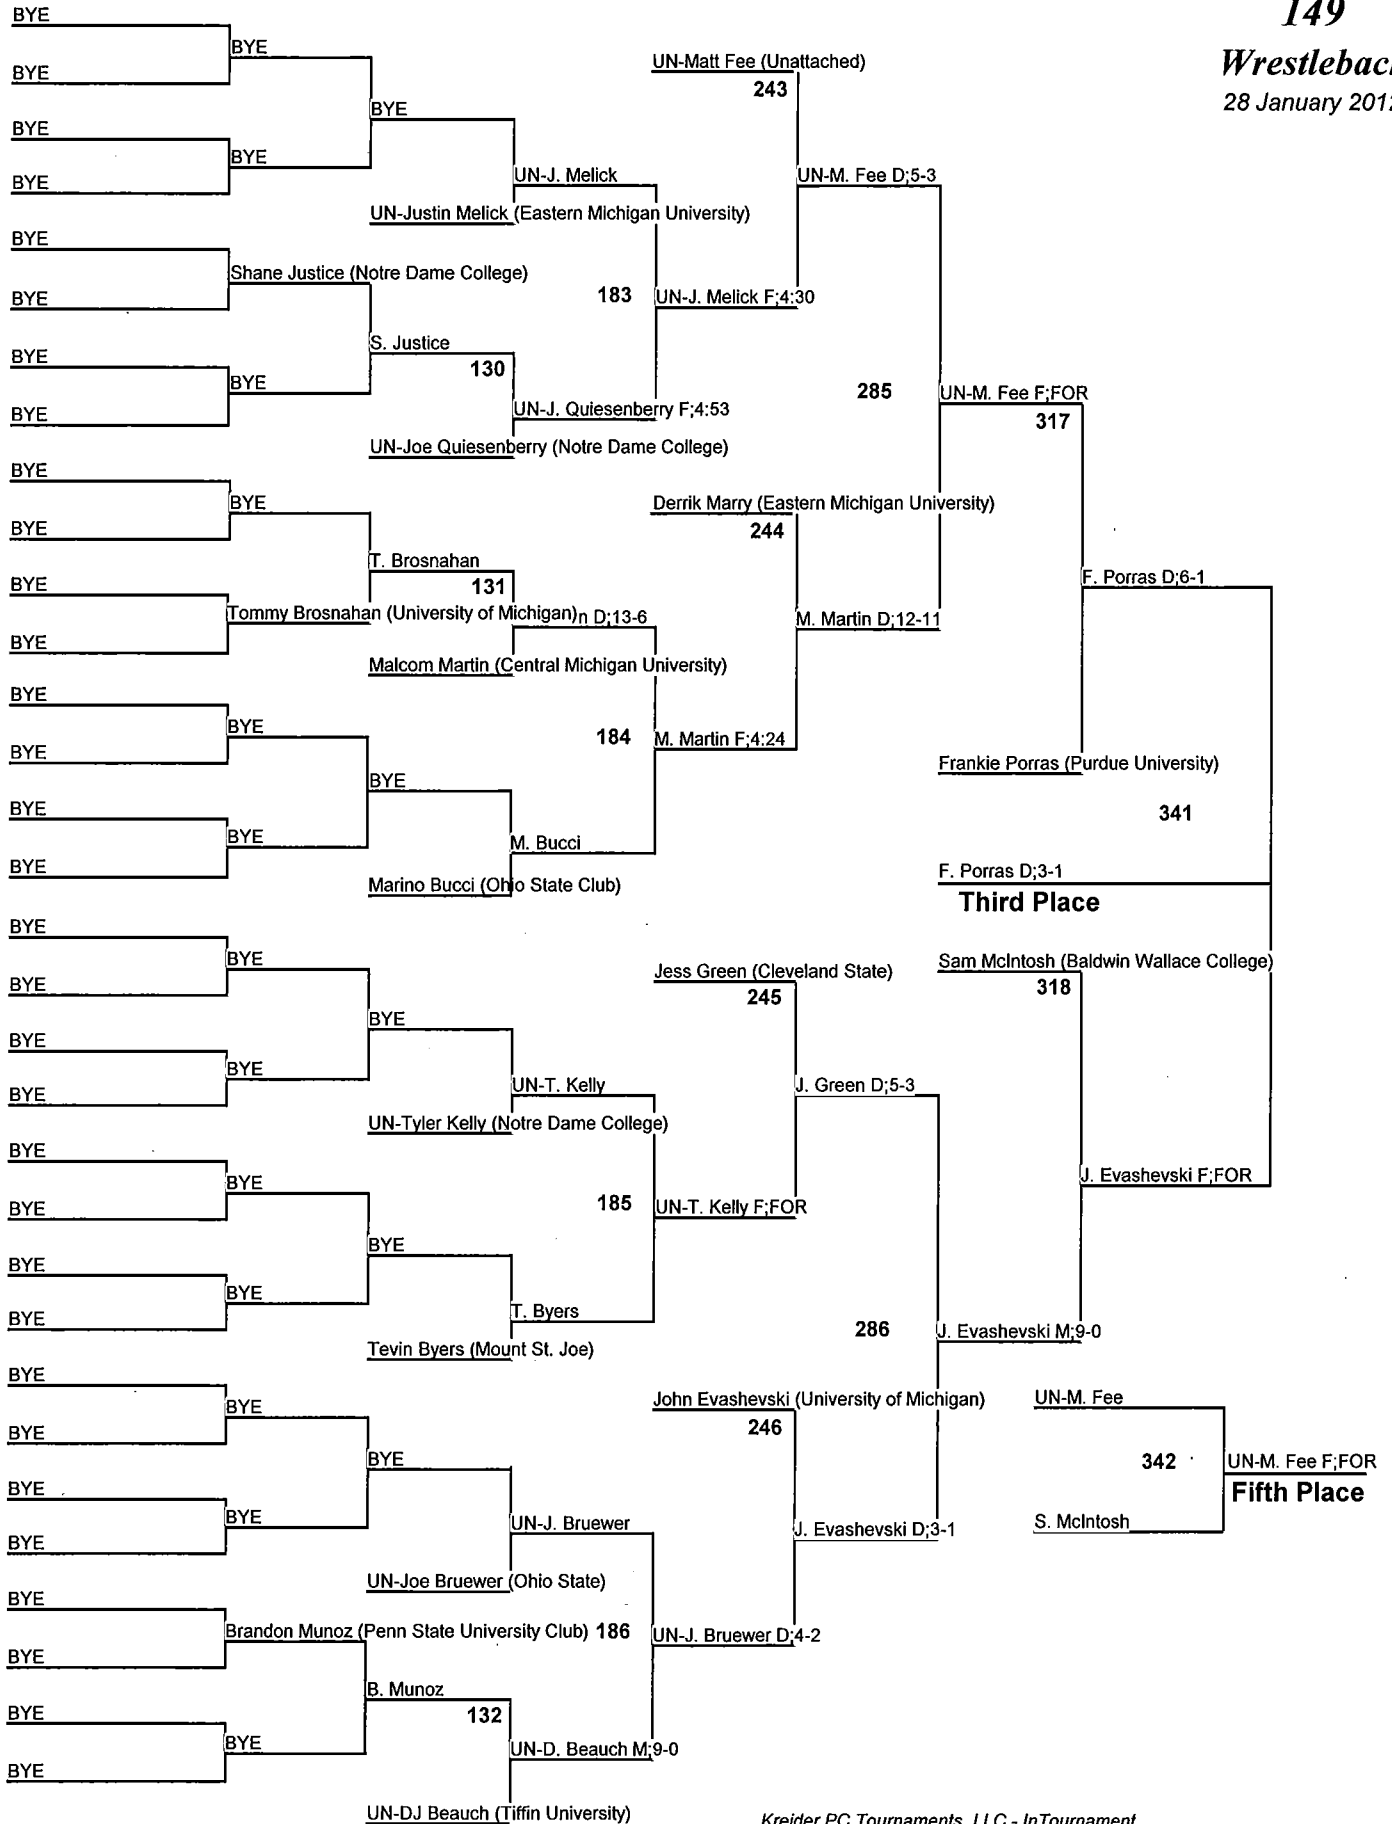 149
Wrestleback
28 January 2012
BYE
BYE
BYE
UN-Matt Fee (Unattached)
243
BYE
BYE
BYE
BYE
UN-J. Melick
UN-M. Fee D;5-3
BYE
UN-Justin Melick (Eastern Michigan University)
BYE
Shane Justice (Notre Dame College)
183
UN-J. Melick F;4:30
BYE
S. Justice
BYE
130
BYE
285
UN-M. Fee F;FOR
BYE
UN-J. Quiesenberry F;4:53
317
UN-Joe Quiesenberry (Notre Dame College)
BYE
BYE
Derrik Marry (Eastern Michigan University)
BYE
244
T. Brosnahan
BYE
131
F. Porras D;6-1
Tommy Brosnahan (University of Michigan)n D;13-6
M. Martin D;12-11
BYE
Malcom Martin (Central Michigan University)
BYE
BYE
184
M. Martin F;4:24
BYE
Frankie Porras (Purdue University)
BYE
BYE
341
BYE
M. Bucci
BYE
Marino Bucci (Ohio State Club)
F. Porras D;3-1
Third Place
BYE
BYE
Sam McIntosh (Baldwin Wallace College)
BYE
Jess Green (Cleveland State)
318
245
BYE
BYE
BYE
UN-T. Kelly
J. Green D;5-3
BYE
UN-Tyler Kelly (Notre Dame College)
BYE
BYE
J. Evashevski F;FOR
BYE
185
UN-T. Kelly F;FOR
BYE
BYE
BYE
T. Byers
BYE
286
J. Evashevski M;9-0
Tevin Byers (Mount St. Joe)
BYE
BYE
John Evashevski (University of Michigan)
UN-M. Fee
BYE
246
BYE
342
UN-M. Fee F;FOR
BYE
Fifth Place
BYE
UN-J. Bruewer
J. Evashevski D;3-1
S. McIntosh
BYE
UN-Joe Bruewer (Ohio State)
BYE
Brandon Munoz (Penn State University Club)
186
UN-J. Bruewer D;4-2
BYE
B. Munoz
BYE
132
BYE
UN-D. Beauch M;9-0
BYE
UN-DJ Beauch (Tiffin University)
Kreider PC Tournaments, LLC - InTournament